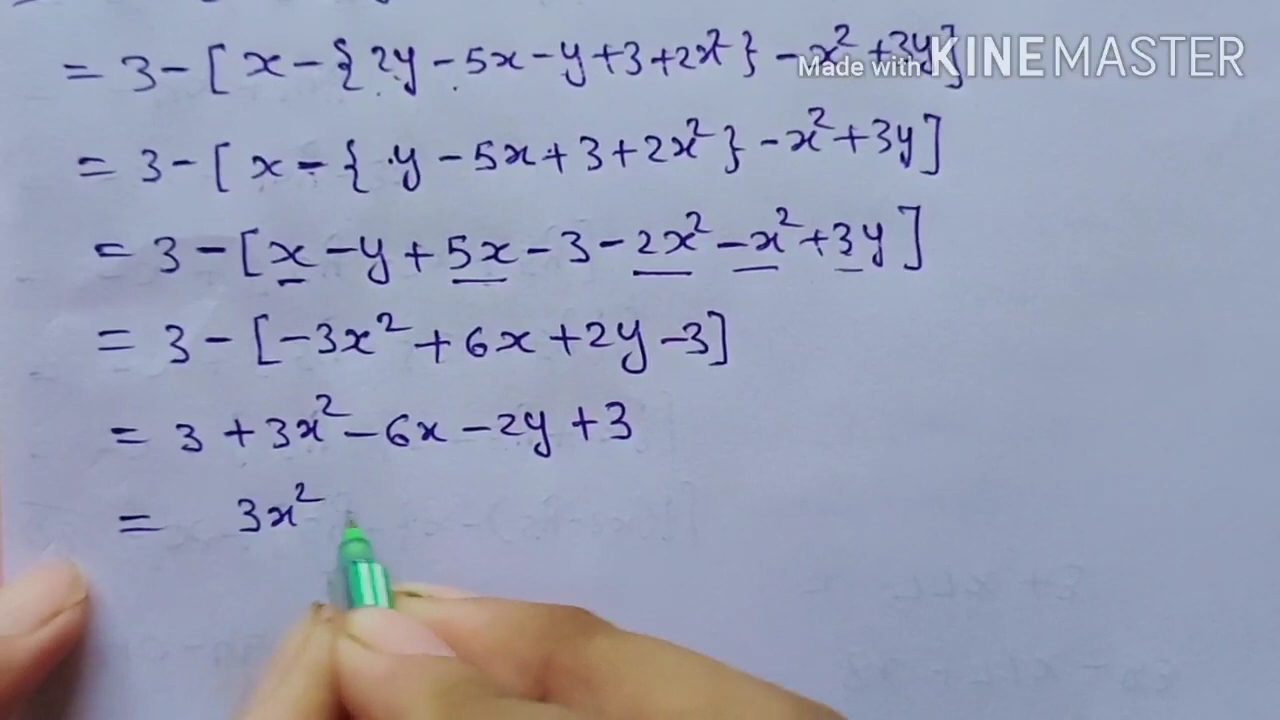 = 3 - [ x - { 2y - 5x - y + 3 + 2x² } - x² + 3y ]
Made with KINEMASTER
= 3 - [ x - { y - 5x + 3 + 2x² } - x² + 3y ]
= 3 - [ x - y + 5x - 3 - 2x² - x² + 3y ]
= 3 - [ -3x² + 6x + 2y - 3 ]
= 3 + 3x² - 6x - 2y + 3
= 3x²